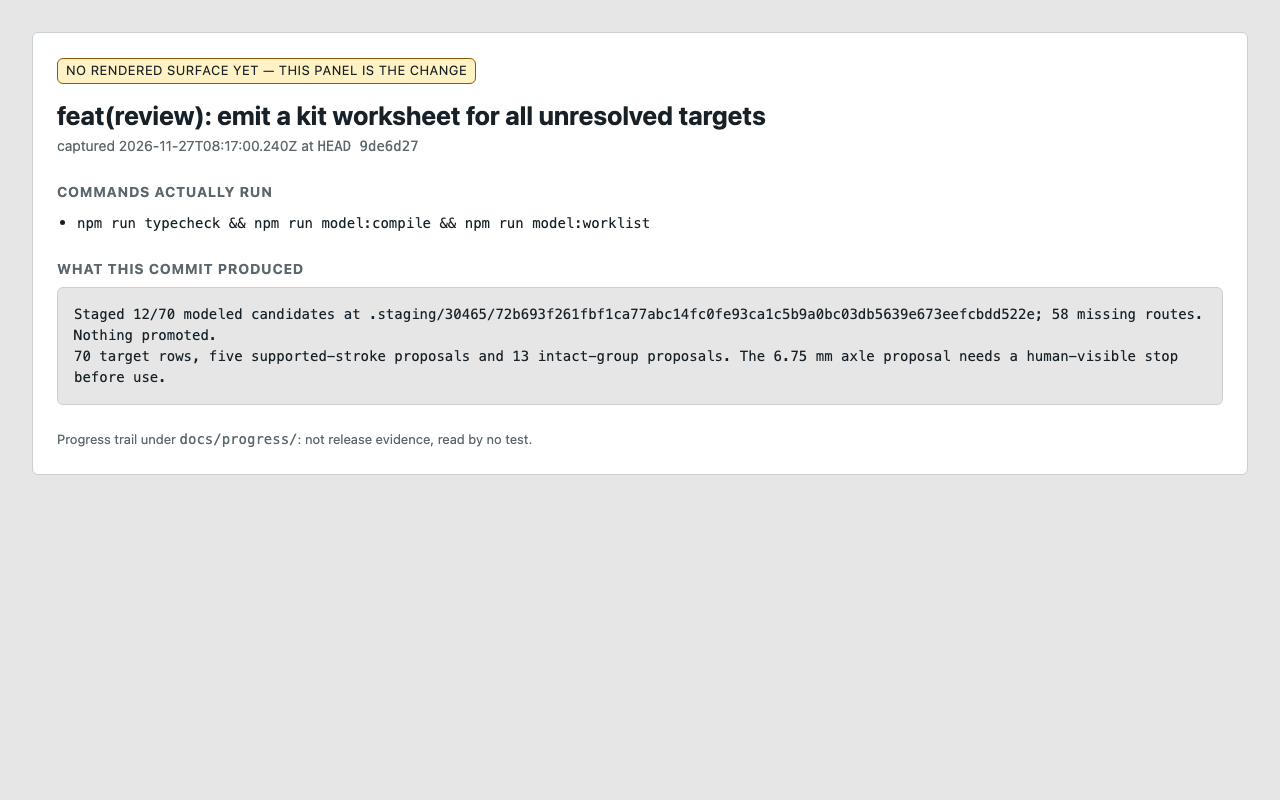 NO RENDERED SURFACE YET — THIS PANEL IS THE CHANGE
feat(review): emit a kit worksheet for all unresolved targets
captured 2026-11-27T08:17:00.240Z at HEAD 9de6d27
COMMANDS ACTUALLY RUN
• npm run typecheck && npm run model:compile && npm run model:worklist
WHAT THIS COMMIT PRODUCED
Staged 12/70 modeled candidates at .staging/30465/72b693f261fbf1ca77abc14fc0fe93ca1c5b9a0bc03db5639e673eefcbdd522e; 58 missing routes.
Nothing promoted.
70 target rows, five supported-stroke proposals and 13 intact-group proposals. The 6.75 mm axle proposal needs a human-visible stop
before use.
Progress trail under docs/progress/: not release evidence, read by no test.